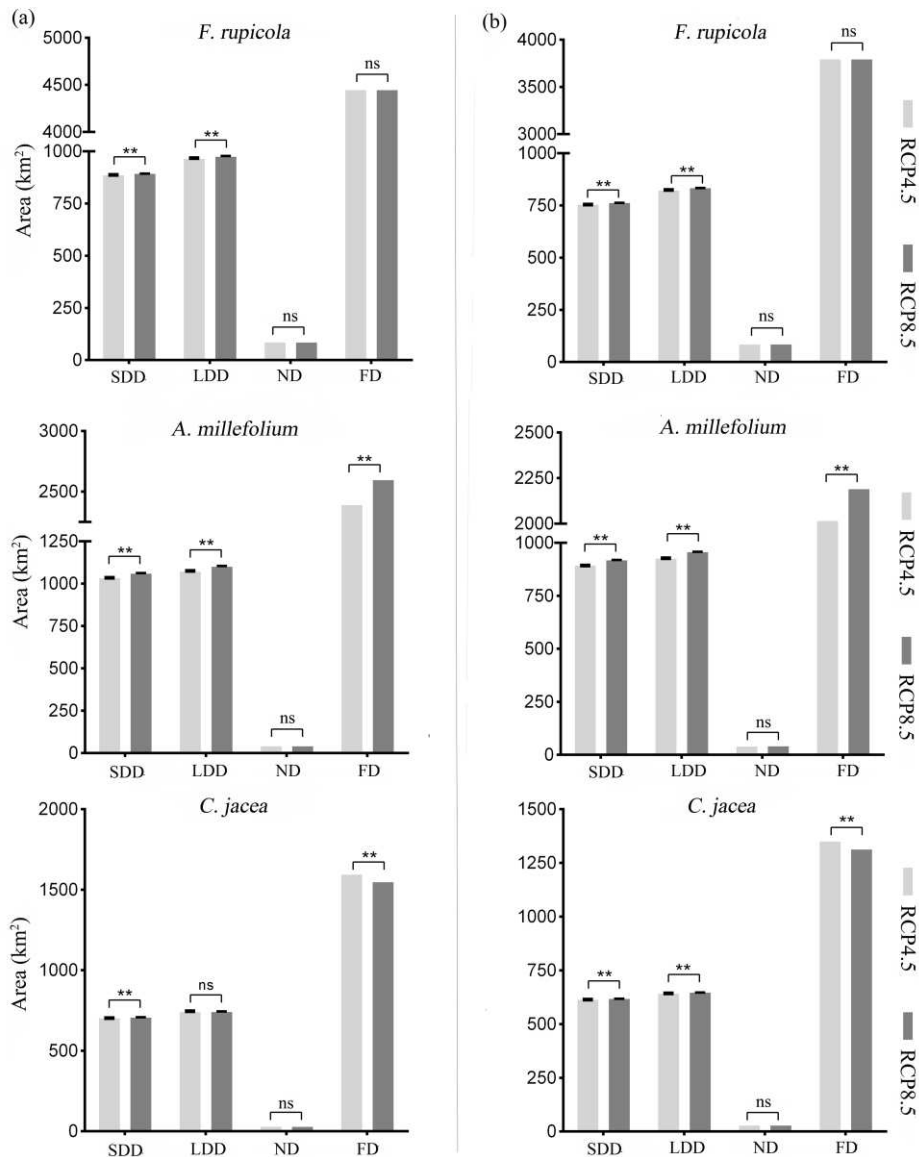 (a)
F. rupicola
Area (km²)
5000
4500
4000
1000
750
500
250
0
** ** ns ns
SDD LDD ND FD
(b)
F. rupicola
4000
3500
3000
1000
750
500
250
0
** ** ns ns
SDD LDD ND FD
RCP4.5
RCP8.5
A. millefolium
Area (km²)
3000
2500
1250
1000
750
500
250
0
** ** ns **
SDD LDD ND FD
A. millefolium
2500
2250
2000
1000
750
500
250
0
** ** ns **
SDD LDD ND FD
RCP4.5
RCP8.5
C. jacea
Area (km²)
2000
1500
1000
500
0
** ns ns **
SDD LDD ND FD
C. jacea
1500
1250
1000
750
500
250
0
** ** ns **
SDD LDD ND FD
RCP4.5
RCP8.5